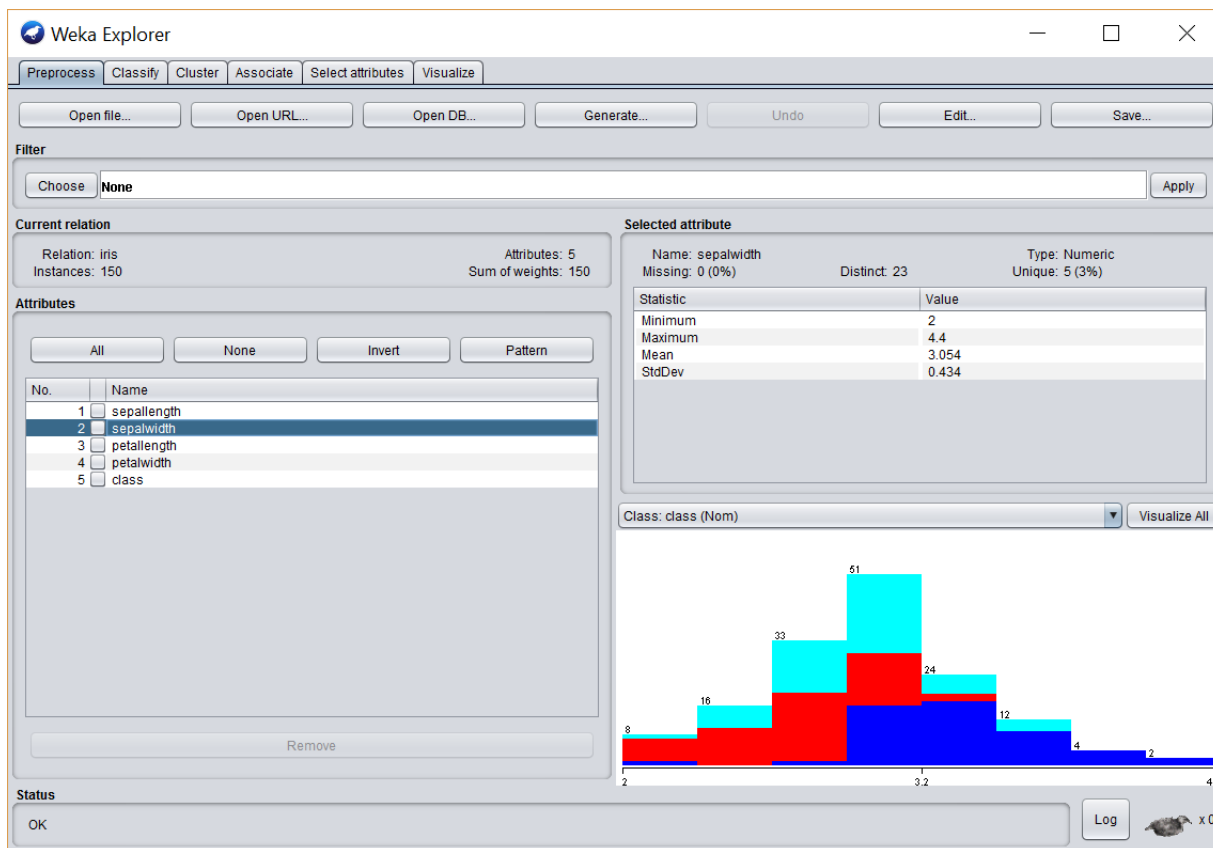 Weka Explorer
Preprocess Classify Cluster Associate Select attributes Visualize
Open file... Open URL... Open DB... Generate... Undo Edit... Save...
Filter
Choose None Apply
Current relation
Relation: iris Attributes: 5
Instances: 150 Sum of weights: 150
Attributes
All None Invert Pattern
No. Name
1 sepallength
2 sepalwidth
3 petallength
4 petalwidth
5 class
Remove
Selected attribute
Name: sepalwidth Type: Numeric
Missing: 0 (0%) Distinct: 23 Unique: 5 (3%)
Statistic Value
Minimum 2
Maximum 4.4
Mean 3.054
StdDev 0.434
Class: class (Nom) Visualize All
51
33
24
16
12
8
4
2
2 3.2 4
Status
OK Log x 0